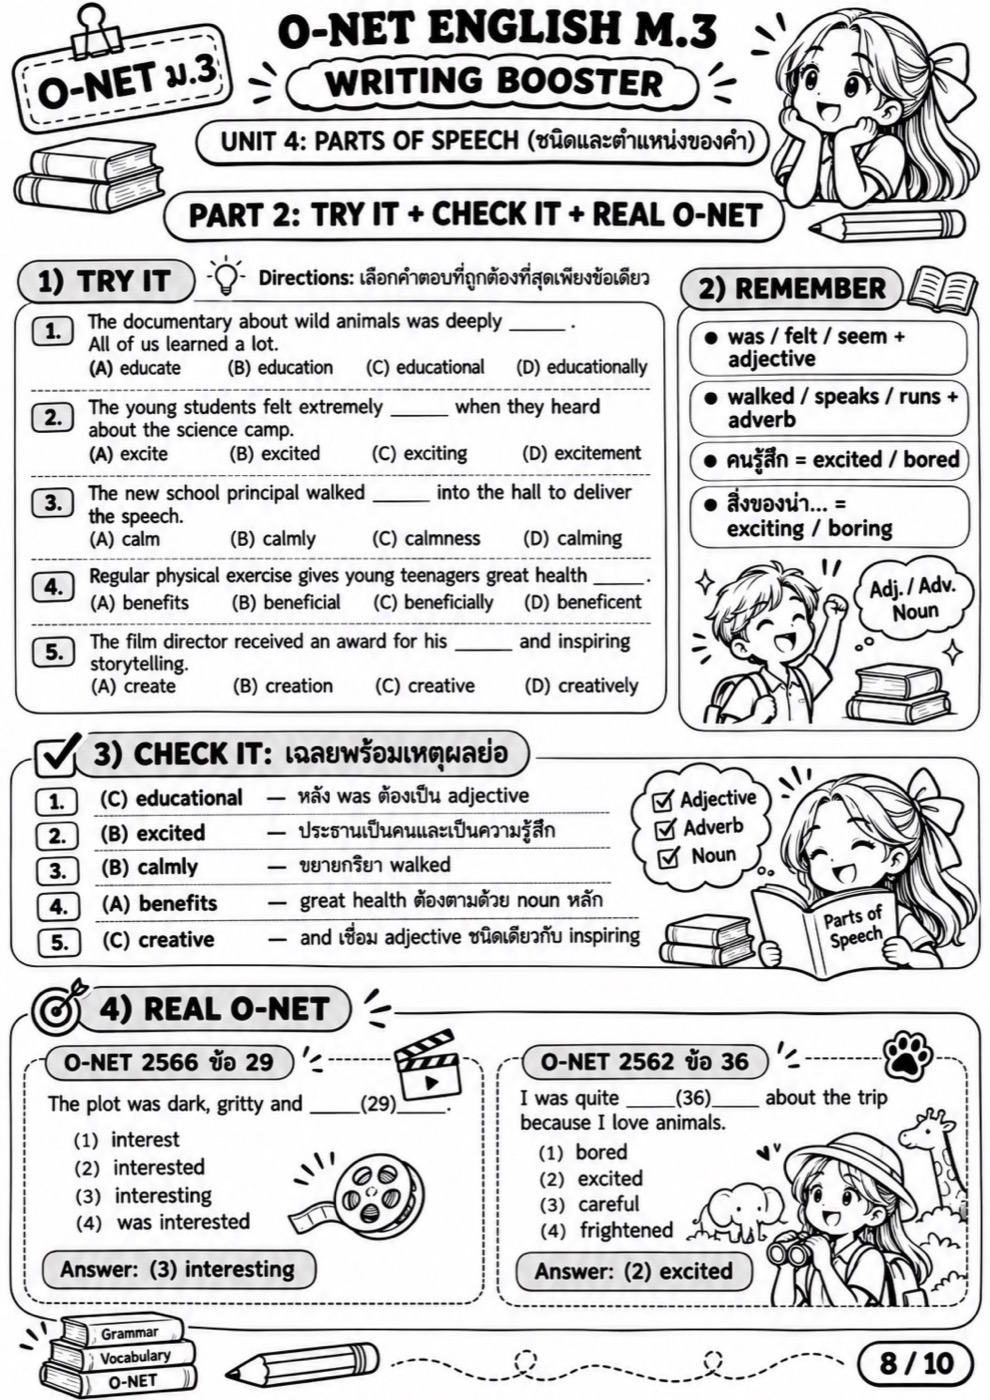 O-NET ม.3
O-NET ENGLISH M.3
WRITING BOOSTER
UNIT 4: PARTS OF SPEECH (ชนิดและตำแหน่งของคำ)
PART 2: TRY IT + CHECK IT + REAL O-NET
1) TRY IT
Directions: เลือกคำตอบที่ถูกต้องที่สุดเพียงข้อเดียว
1. The documentary about wild animals was deeply ______ .
All of us learned a lot.
(A) educate (B) education (C) educational (D) educationally
2. The young students felt extremely ______ when they heard
about the science camp.
(A) excite (B) excited (C) exciting (D) excitement
3. The new school principal walked ______ into the hall to deliver
the speech.
(A) calm (B) calmly (C) calmness (D) calming
4. Regular physical exercise gives young teenagers great health ______.
(A) benefits (B) beneficial (C) beneficially (D) beneficent
5. The film director received an award for his ______ and inspiring
storytelling.
(A) create (B) creation (C) creative (D) creatively
2) REMEMBER
● was / felt / seem +
adjective
● walked / speaks / runs +
adverb
● คนรู้สึก = excited / bored
● สิ่งของน่า... =
exciting / boring
Adj. / Adv.
Noun
3) CHECK IT: เฉลยพร้อมเหตุผลย่อ
1. (C) educational — หลัง was ต้องเป็น adjective
2. (B) excited — ประธานเป็นคนและเป็นความรู้สึก
3. (B) calmly — ขยายกริยา walked
4. (A) benefits — great health ต้องตามด้วย noun หลัก
5. (C) creative — and เชื่อม adjective ชนิดเดียวกับ inspiring
Adjective
Adverb
Noun
Parts of
Speech
4) REAL O-NET
O-NET 2566 ข้อ 29
The plot was dark, gritty and _____(29)_____.
(1) interest
(2) interested
(3) interesting
(4) was interested
Answer: (3) interesting
O-NET 2562 ข้อ 36
I was quite _____(36)_____ about the trip
because I love animals.
(1) bored
(2) excited
(3) careful
(4) frightened
Answer: (2) excited
Grammar
Vocabulary
O-NET
8 / 10